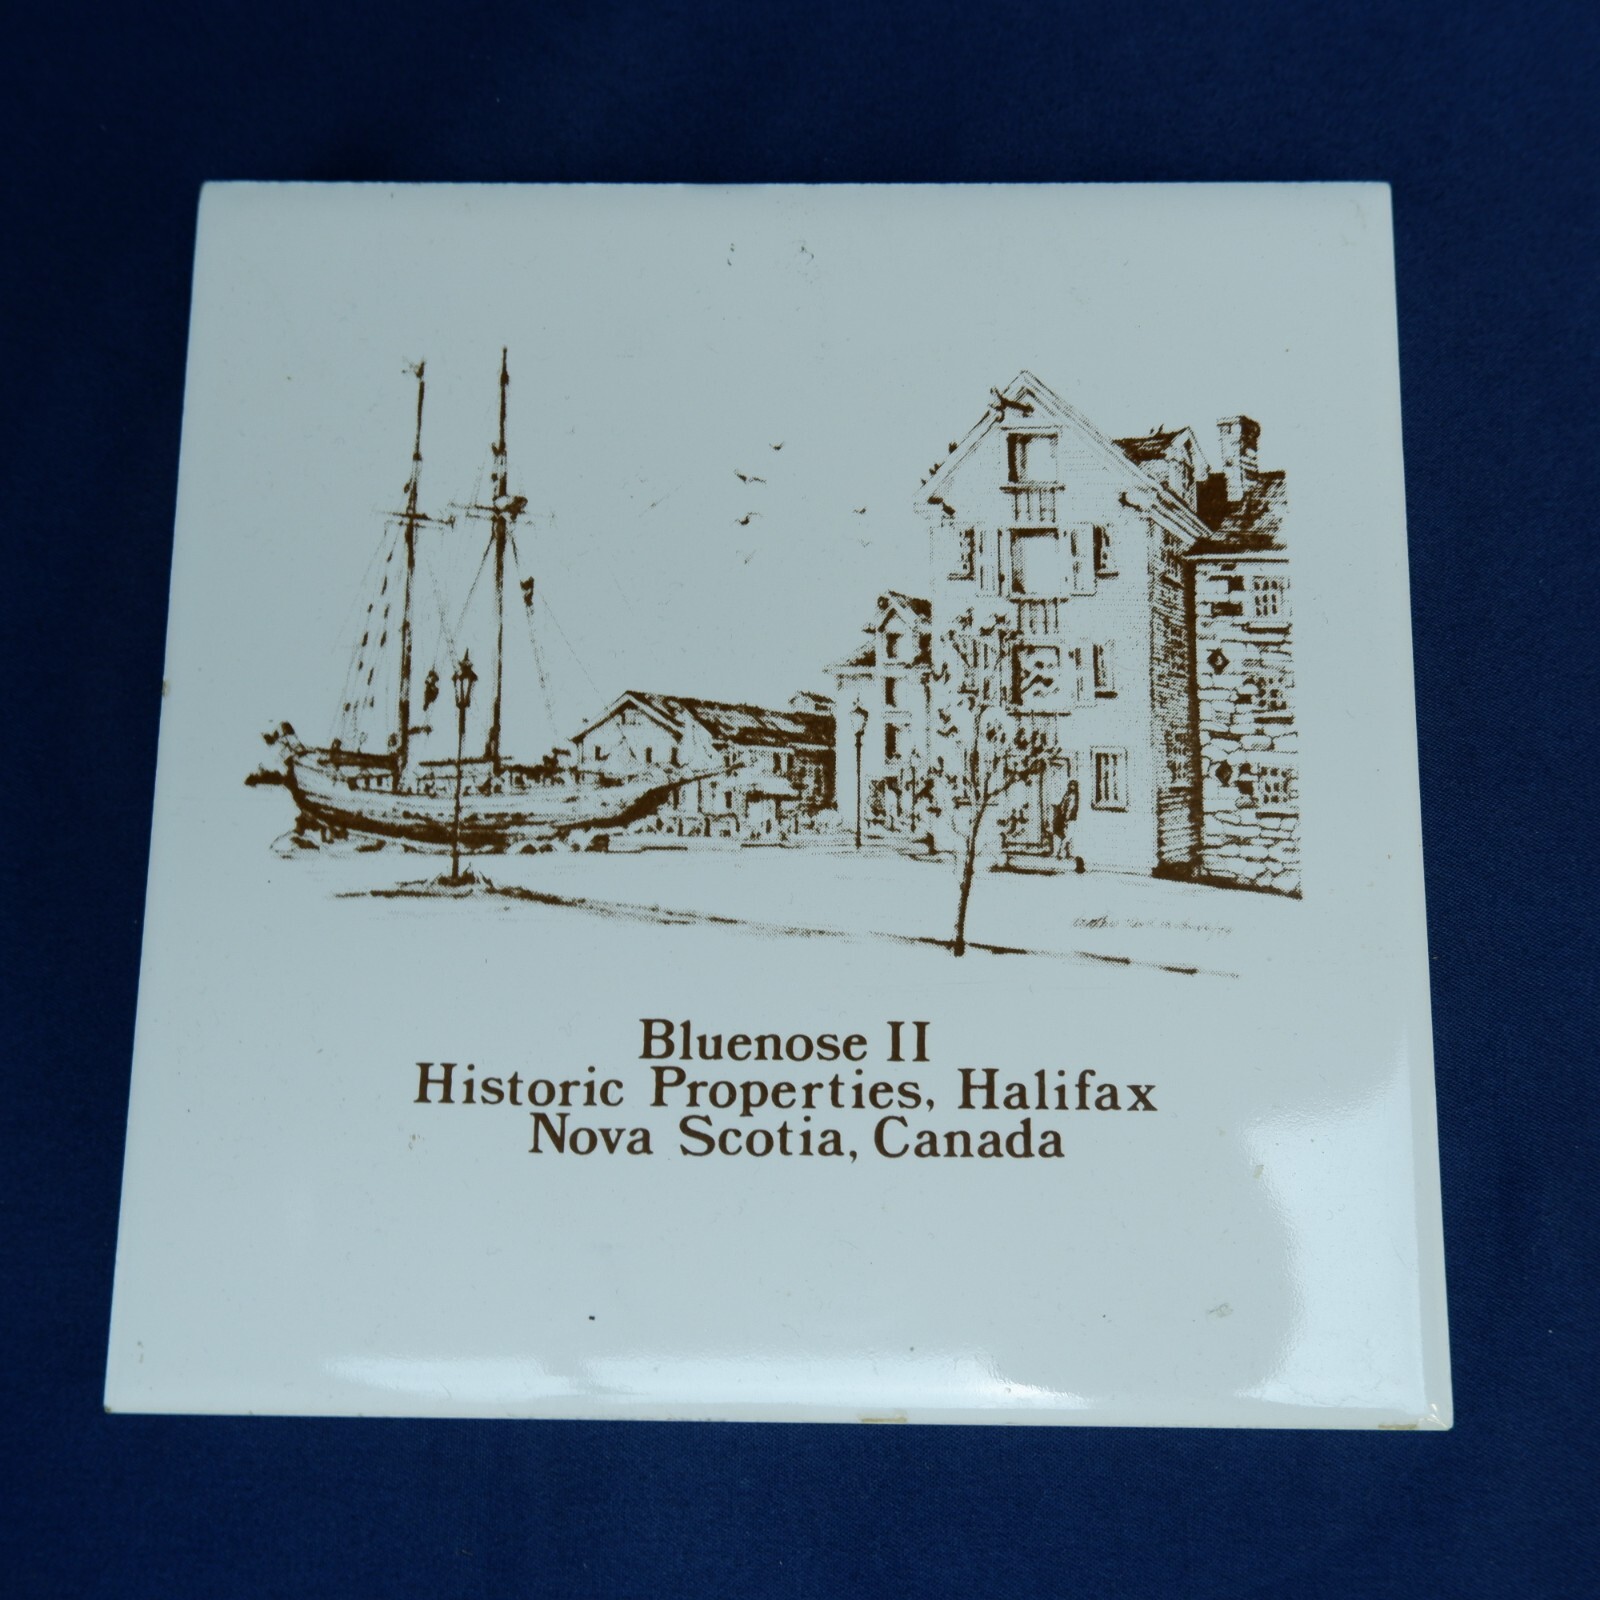 Bluenose II
Historic Properties, Halifax
Nova Scotia, Canada